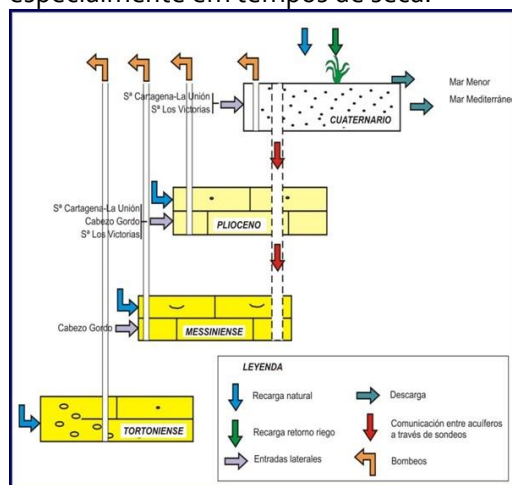 especialmente em tempos de seca.
Sª Cartagena-La Unión
Sª Los Victorias
Mar Menor
Mar Mediterráneo
CUATERNARIO
Sª Cartagena-La Unión
Cabezo Gordo
Sª Los Victorias
PLIOCENO
Cabezo Gordo
MESSINIENSE
TORTONIENSE
LEYENDA
Recarga natural
Descarga
Recarga retorno riego
Comunicación entre acuíferos
a través de sondeos
Entradas laterales
Bombeos